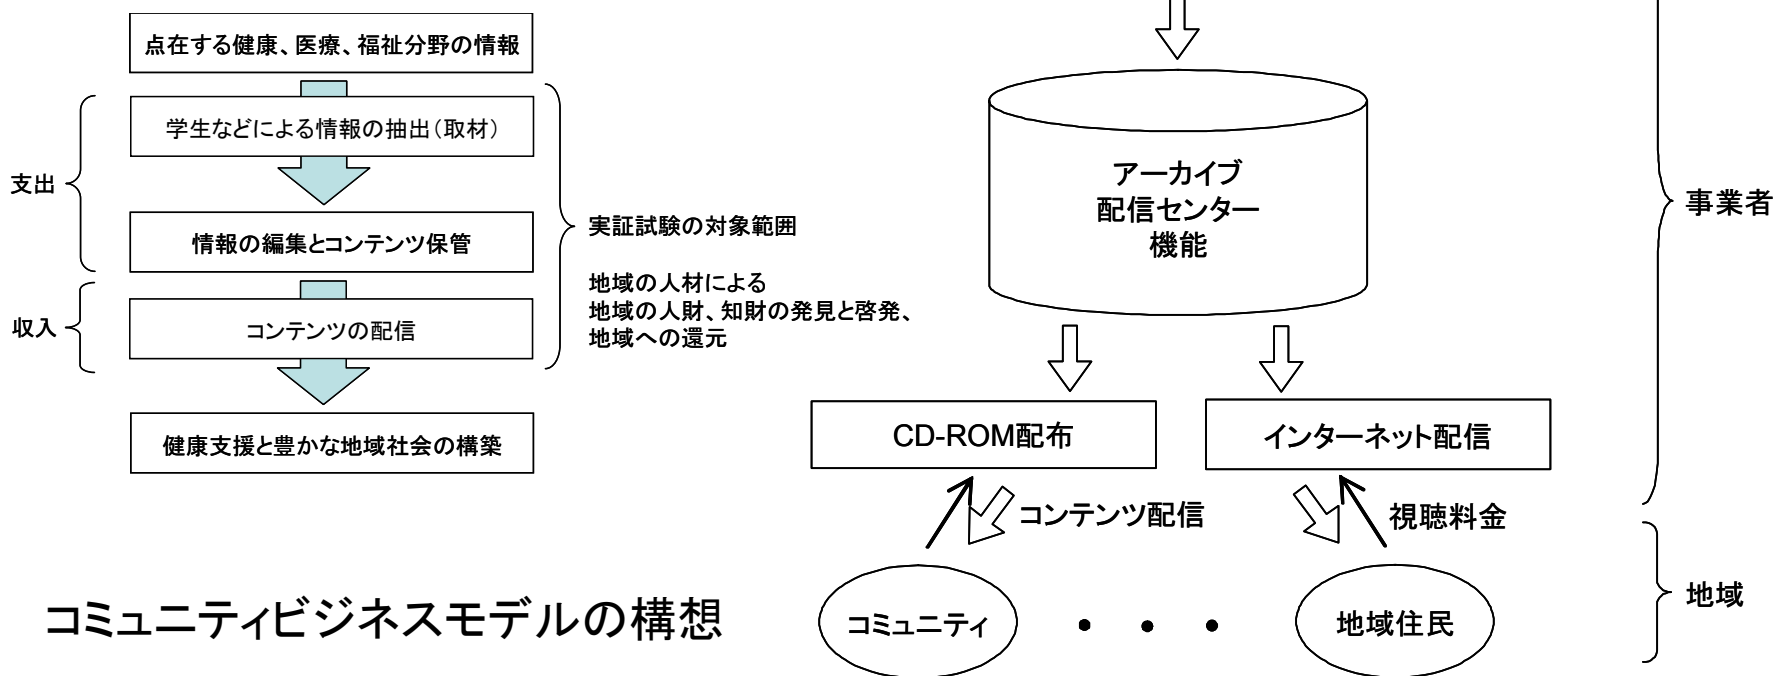 点在する健康、医療、福祉分野の情報
学生などによる情報の抽出(取材)
支出
情報の編集とコンテンツ保管
収入
コンテンツの配信
健康支援と豊かな地域社会の構築
実証試験の対象範囲
地域の人材による
地域の人財、知財の発見と啓発、
地域への還元
コミュニティビジネスモデルの構想
アーカイブ
配信センター
機能
事業者
CD-ROM配布
インターネット配信
コンテンツ配信
視聴料金
コミュニティ
・・・
地域住民
地域